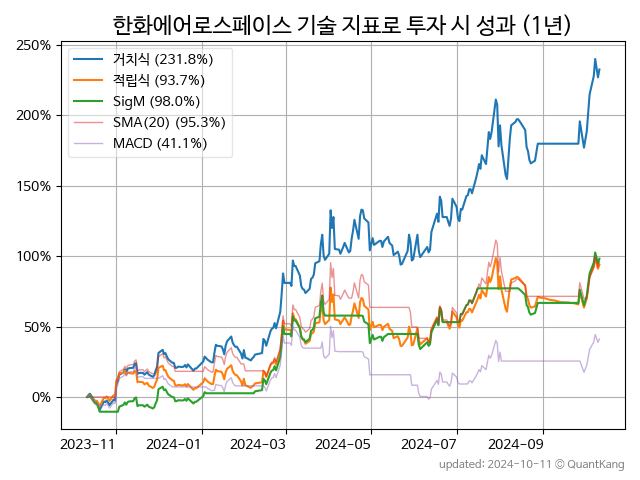 한화에어로스페이스 기술 지표로 투자 시 성과 (1년)
250%
200%
150%
100%
50%
0%
거치식 (231.8%)
적립식 (93.7%)
SigM (98.0%)
SMA(20) (95.3%)
MACD (41.1%)
2023-11
2024-01
2024-03
2024-05
2024-07
2024-09
updated: 2024-10-11 © QuantKang